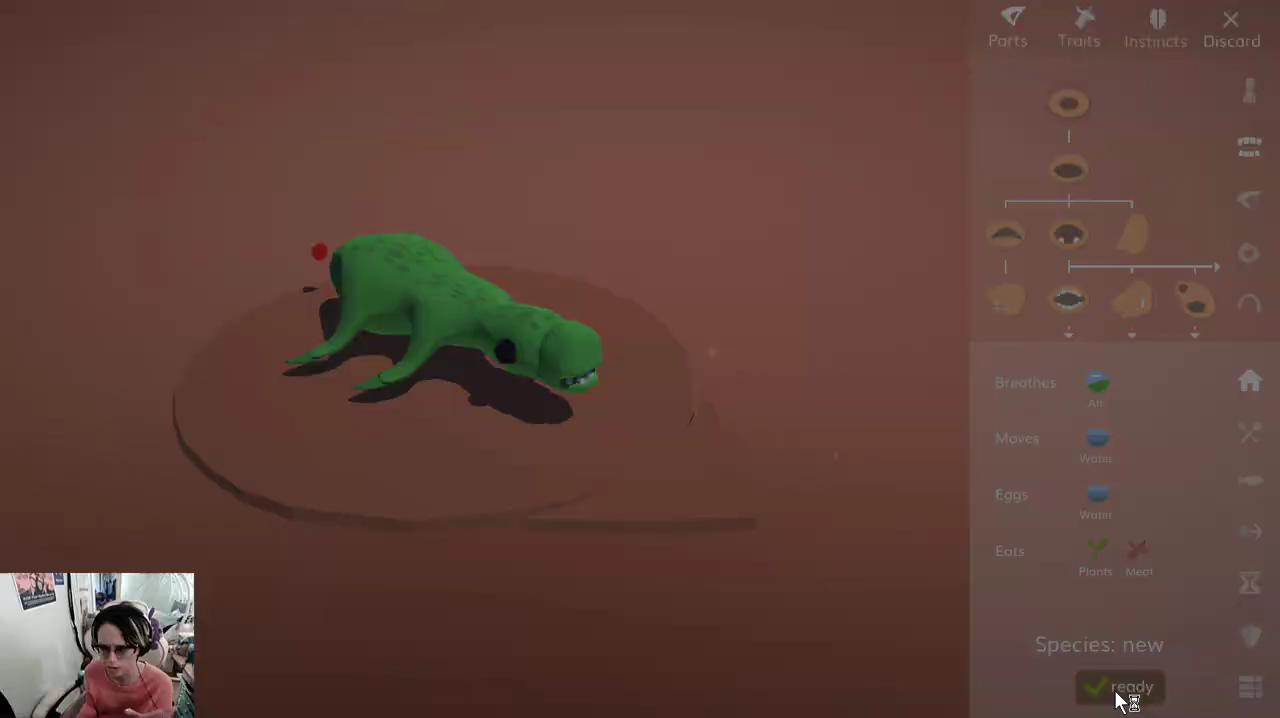 Parts Traits Instincts Discard
Breathes
Air
Moves
Water
Eggs
Water
Eats
Plants Meat
Species: new
ready